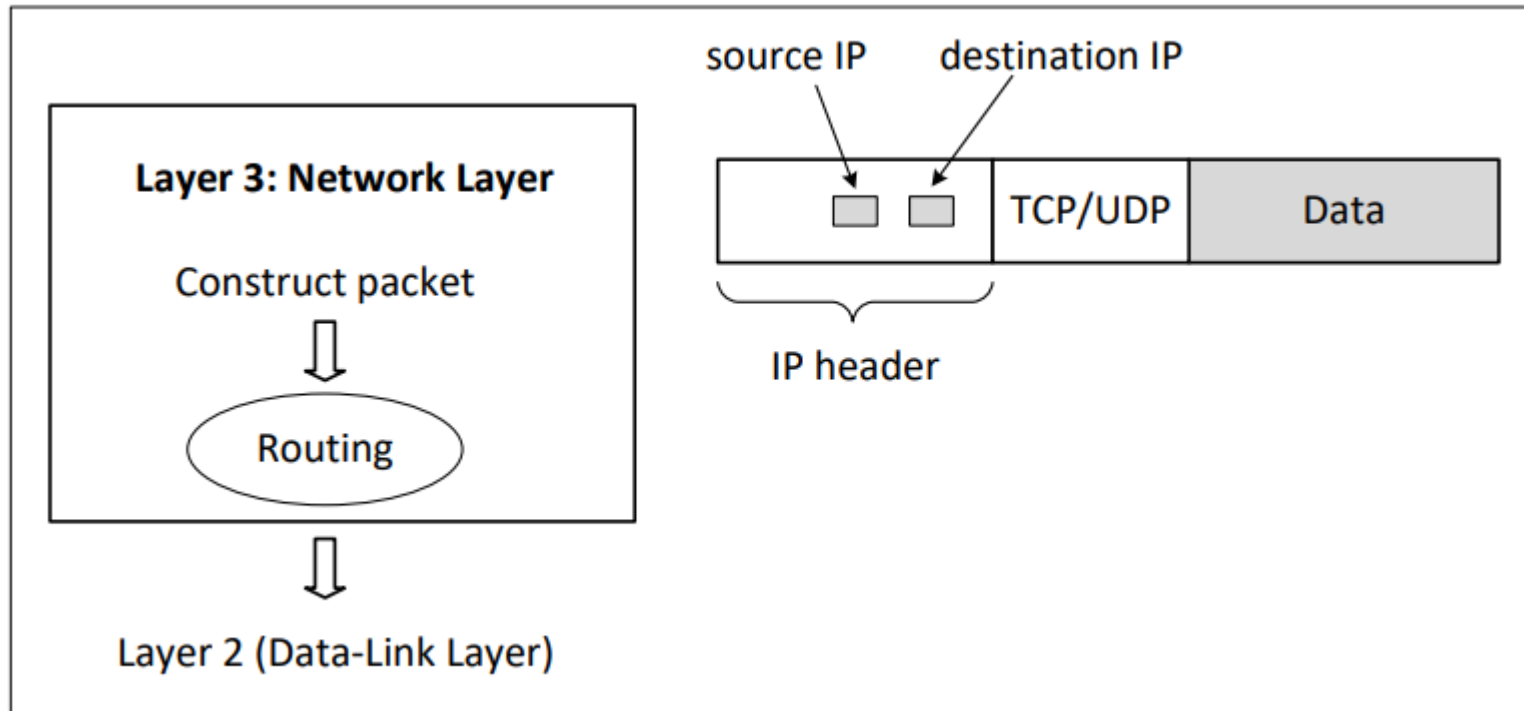 Layer 3: Network Layer
Construct packet
Routing
Layer 2 (Data-Link Layer)
source IP
destination IP
TCP/UDP
Data
IP header